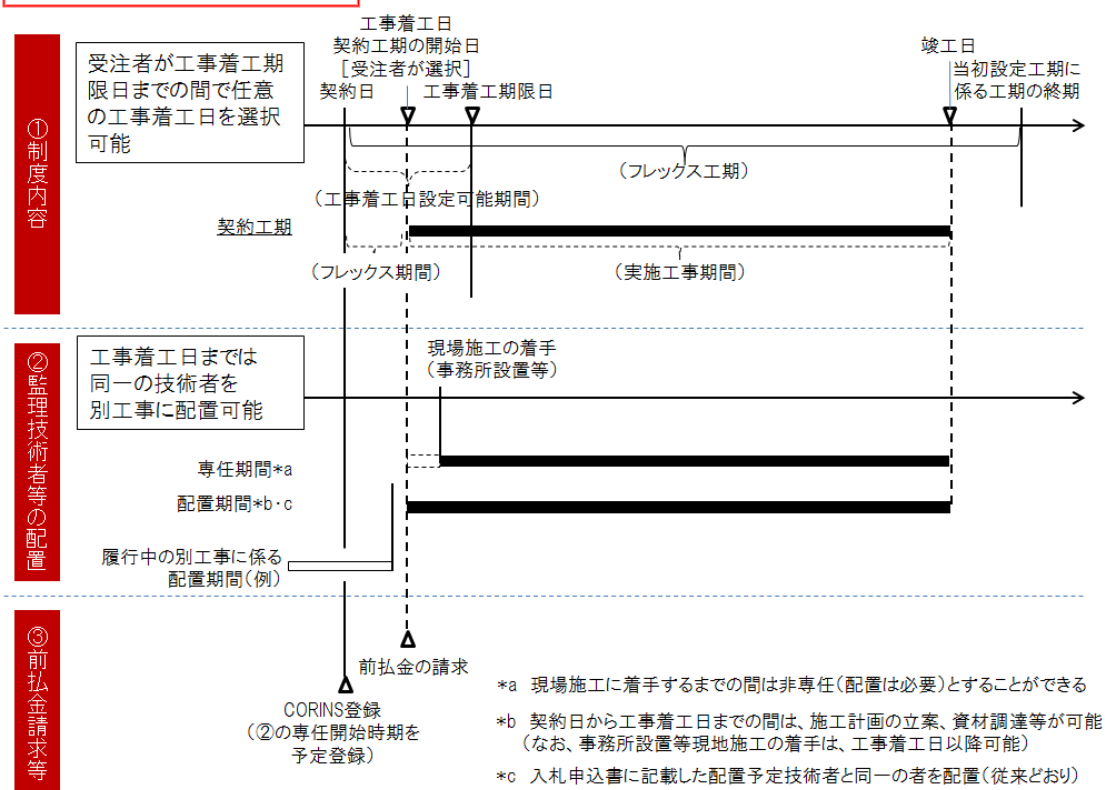 工事着工日
契約工期の開始日
[受注者が選択]
契約日
工事着工期限日
竣工日
当初設定工期に
係る工期の終期
①制度内容
受注者が工事着工期
限日までの間で任意
の工事着工日を選択
可能
(フレックス工期)
(工事着工日設定可能期間)
契約工期
(フレックス期間)
(実施工事期間)
②監理技術者等の配置
工事着工日までは
同一の技術者を
別工事に配置可能
現場施工の着手
(事務所設置等)
専任期間*a
配置期間*b・c
履行中の別工事に係る
配置期間(例)
③前払金請求等
前払金の請求
CORINS登録
(②の専任開始時期を
予定登録)
*a 現場施工に着手するまでの間は非専任(配置は必要)とすることができる
*b 契約日から工事着工日までの間は、施工計画の立案、資材調達等が可能
(なお、事務所設置等現地施工の着手は、工事着工日以降可能)
*c 入札申込書に記載した配置予定技術者と同一の者を配置(従来どおり)